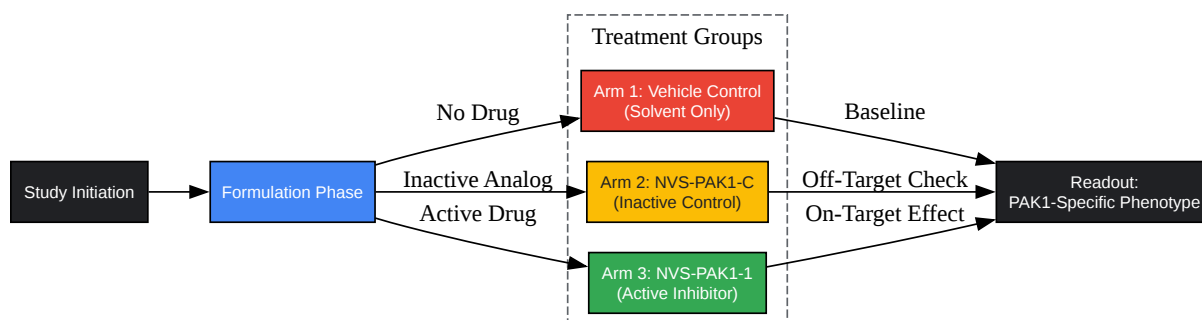 Treatment Groups
Study Initiation
Formulation Phase
No Drug
Inactive Analog
Active Drug
Arm 1: Vehicle Control
(Solvent Only)
Arm 2: NVS-PAK1-C
(Inactive Control)
Arm 3: NVS-PAK1-1
(Active Inhibitor)
Baseline
Off-Target Check
On-Target Effect
Readout:
PAK1-Specific Phenotype